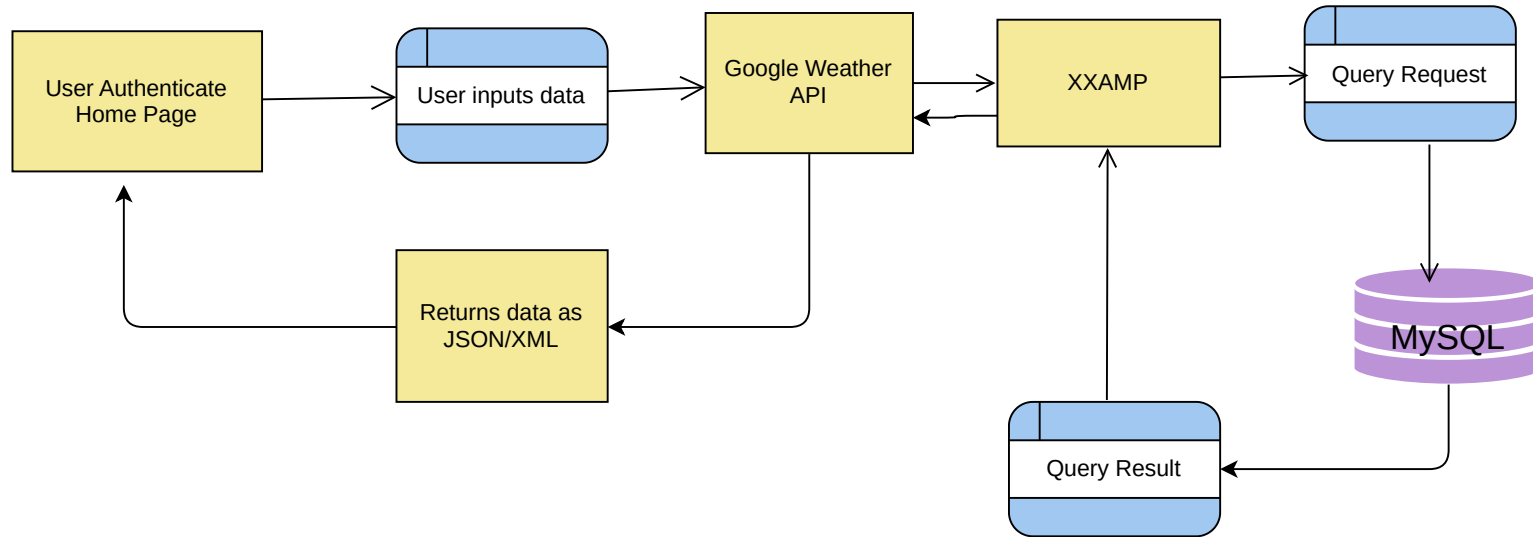 User Authenticate
Home Page
User inputs data
Google Weather
API
XXAMP
Query Request
Returns data as
JSON/XML
MySQL
Query Result